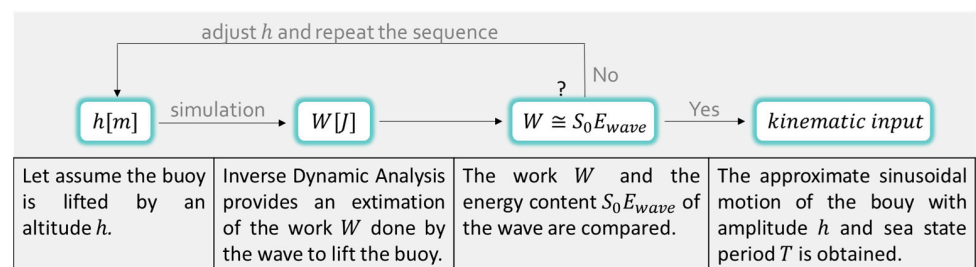 adjust h and repeat the sequence
No
?
h[m]
simulation
W[J]
W ≅ S₀E_wave
Yes
kinematic input
Let assume the buoy
is lifted by an
altitude h.
Inverse Dynamic Analysis
provides an extimation
of the work W done by
the wave to lift the buoy.
The work W and the
energy content S₀E_wave of
the wave are compared.
The approximate sinusoidal
motion of the bouy with
amplitude h and sea state
period T is obtained.